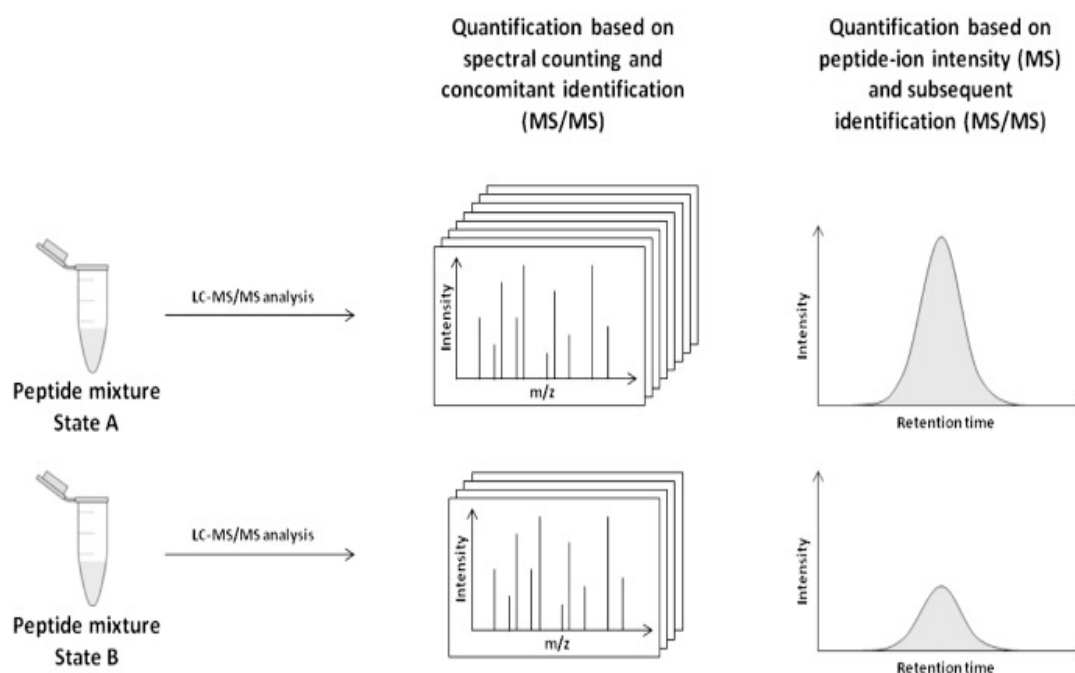 Quantification based on
spectral counting and
concomitant identification
(MS/MS)
Quantification based on
peptide-ion intensity (MS)
and subsequent
identification (MS/MS)
LC-MS/MS analysis
Peptide mixture
State A
Intensity
m/z
Intensity
Retention time
LC-MS/MS analysis
Peptide mixture
State B
Intensity
m/z
Intensity
Retention time